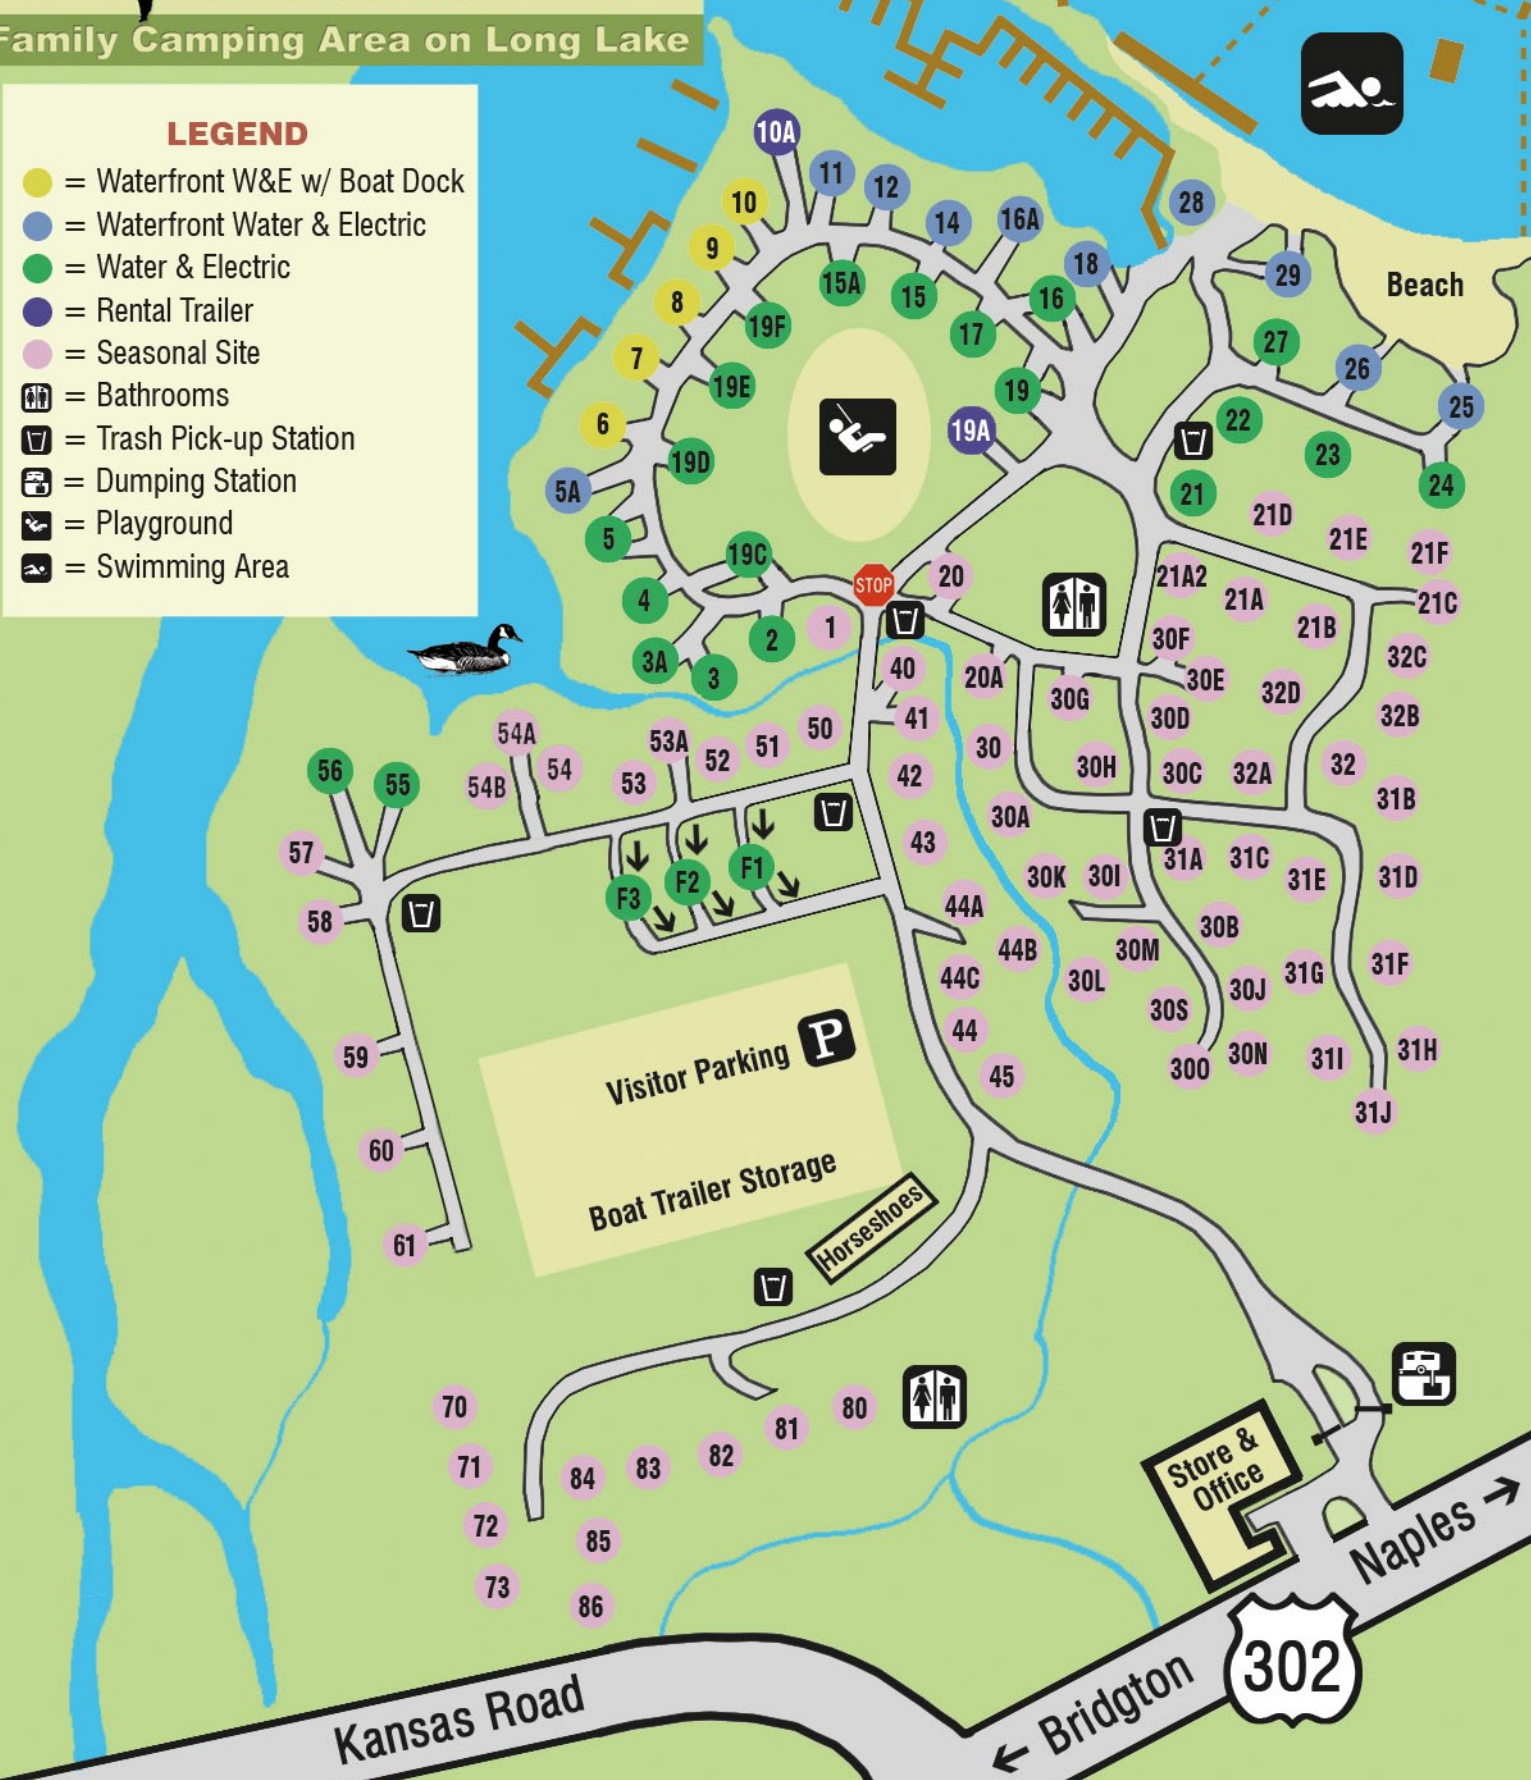 Family Camping Area on Long Lake
LEGEND
= Waterfront W&E w/ Boat Dock
= Waterfront Water & Electric
= Water & Electric
= Rental Trailer
= Seasonal Site
= Bathrooms
= Trash Pick-up Station
= Dumping Station
= Playground
= Swimming Area
10A
11
12
10
14
16A
28
9
18
29
Beach
15A
15
16
8
19F
17
27
7
19E
19
26
25
6
19A
22
19D
23
5A
21
24
21D
5
19C
21E
21F
STOP
20
21A2
4
21A
21C
1
21B
2
30F
3A
3
40
20A
30E
32C
30G
32D
41
30D
32B
50
54A
53A
51
30
52
54
32
56
55
54B
53
42
30H
30C
32A
31B
30A
57
43
F1
31A
31C
F2
30K
30I
31E
31D
F3
44A
58
30B
44B
30M
31F
44C
30L
31G
30J
30S
44
Visitor Parking
P
59
30N
31I
31H
45
30O
31J
60
Boat Trailer Storage
Horseshoes
61
70
80
81
71
82
83
84
Store &
Office
72
85
73
86
Naples →
302
← Bridgton
Kansas Road